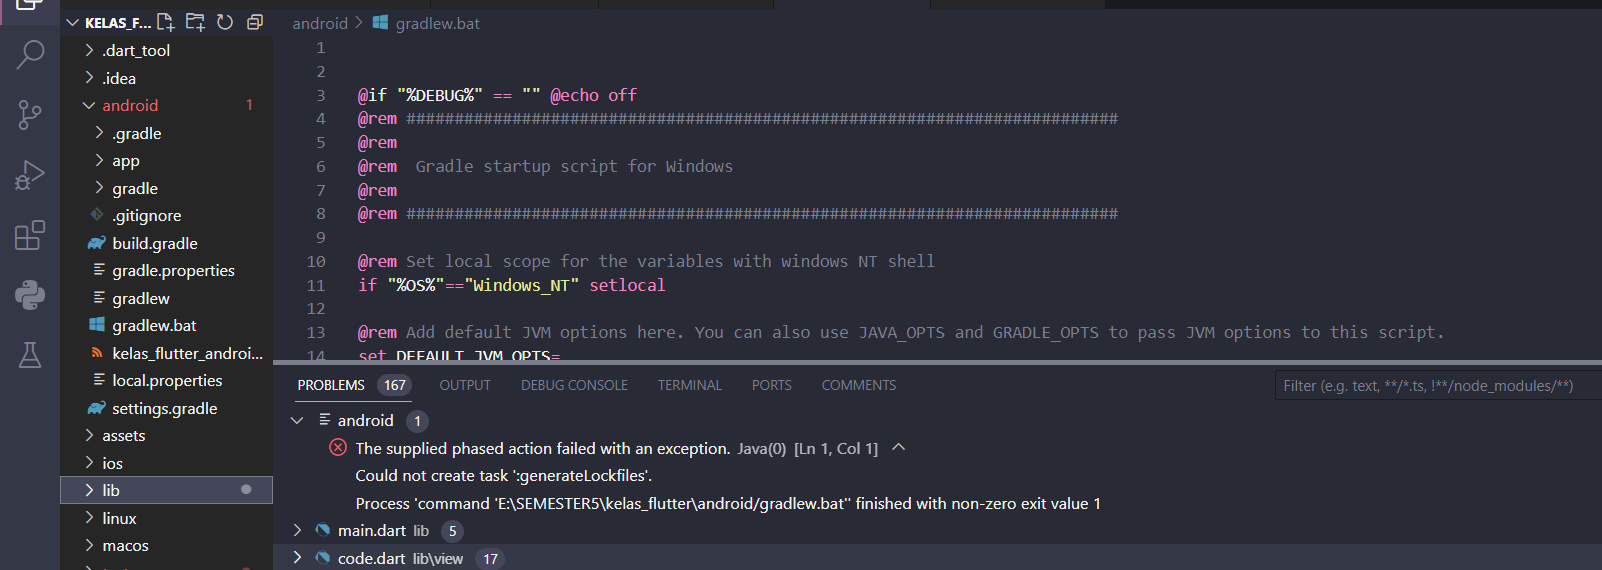 KELAS_F...
.dart_tool
.idea
android 1
.gradle
app
gradle
.gitignore
build.gradle
gradle.properties
gradlew
gradlew.bat
kelas_flutter_androi...
local.properties
settings.gradle
assets
ios
lib
linux
macos
android > gradlew.bat
1
2
3 @if "%DEBUG%" == "" @echo off
4 @rem ##########################################################################
5 @rem
6 @rem  Gradle startup script for Windows
7 @rem
8 @rem ##########################################################################
9
10 @rem Set local scope for the variables with windows NT shell
11 if "%OS%"=="Windows_NT" setlocal
12
13 @rem Add default JVM options here. You can also use JAVA_OPTS and GRADLE_OPTS to pass JVM options to this script.
14 set DEFAULT_JVM_OPTS=
PROBLEMS 167 OUTPUT DEBUG CONSOLE TERMINAL PORTS COMMENTS Filter (e.g. text, **/*.ts, !**/node_modules/**)
android 1
The supplied phased action failed with an exception. Java(0) [Ln 1, Col 1]
Could not create task ':generateLockfiles'.
Process 'command 'E:\SEMESTER5\kelas_flutter\android/gradlew.bat'' finished with non-zero exit value 1
main.dart lib 5
code.dart lib\view 17